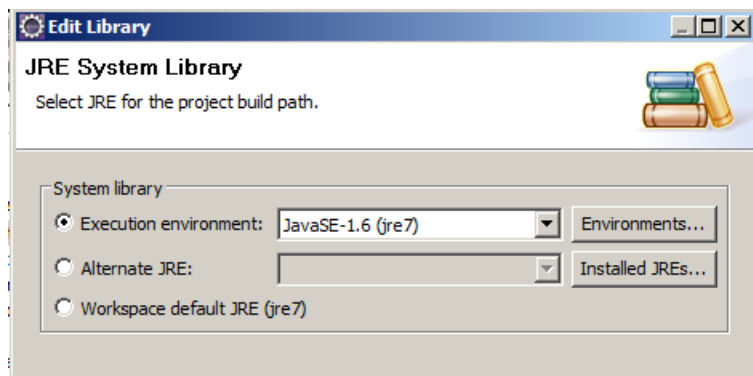 Edit Library
JRE System Library
Select JRE for the project build path.
System library
Execution environment: JavaSE-1.6 (jre7) Environments...
Alternate JRE: Installed JREs...
Workspace default JRE (jre7)